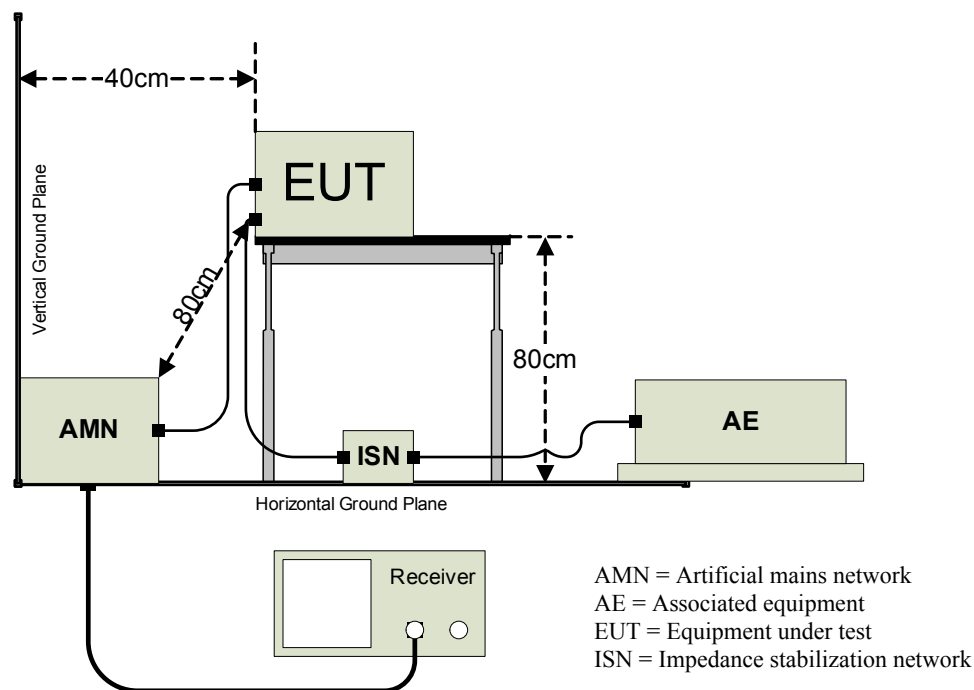 40cm
EUT
Vertical Ground Plane
80cm
80cm
AMN
ISN
AE
Horizontal Ground Plane
Receiver
AMN = Artificial mains network
AE = Associated equipment
EUT = Equipment under test
ISN = Impedance stabilization network